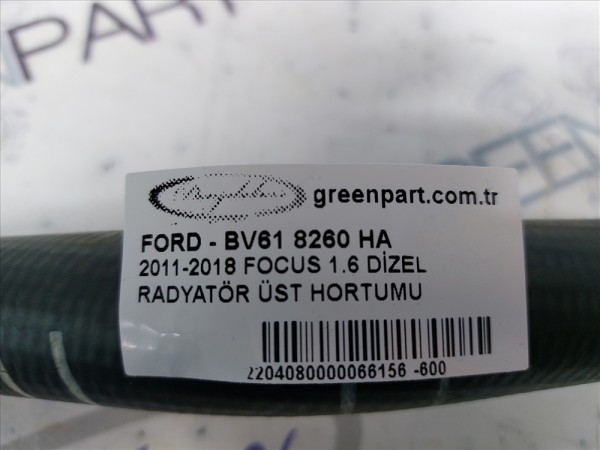 PART
greenpart.com.tr
FORD - BV61 8260 HA
2011-2018 FOCUS 1.6 DİZEL
RADYATÖR ÜST HORTUMU
2204080000066156 -600